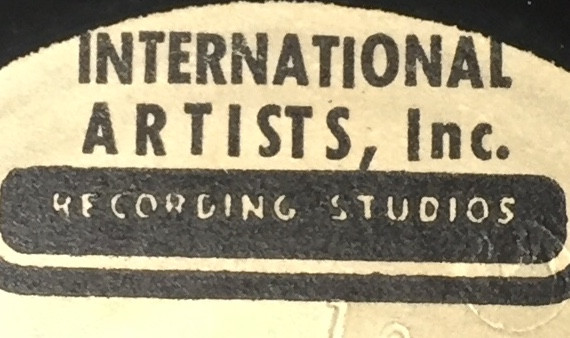 INTERNATIONAL
ARTISTS, Inc.
RECORDING STUDIOS